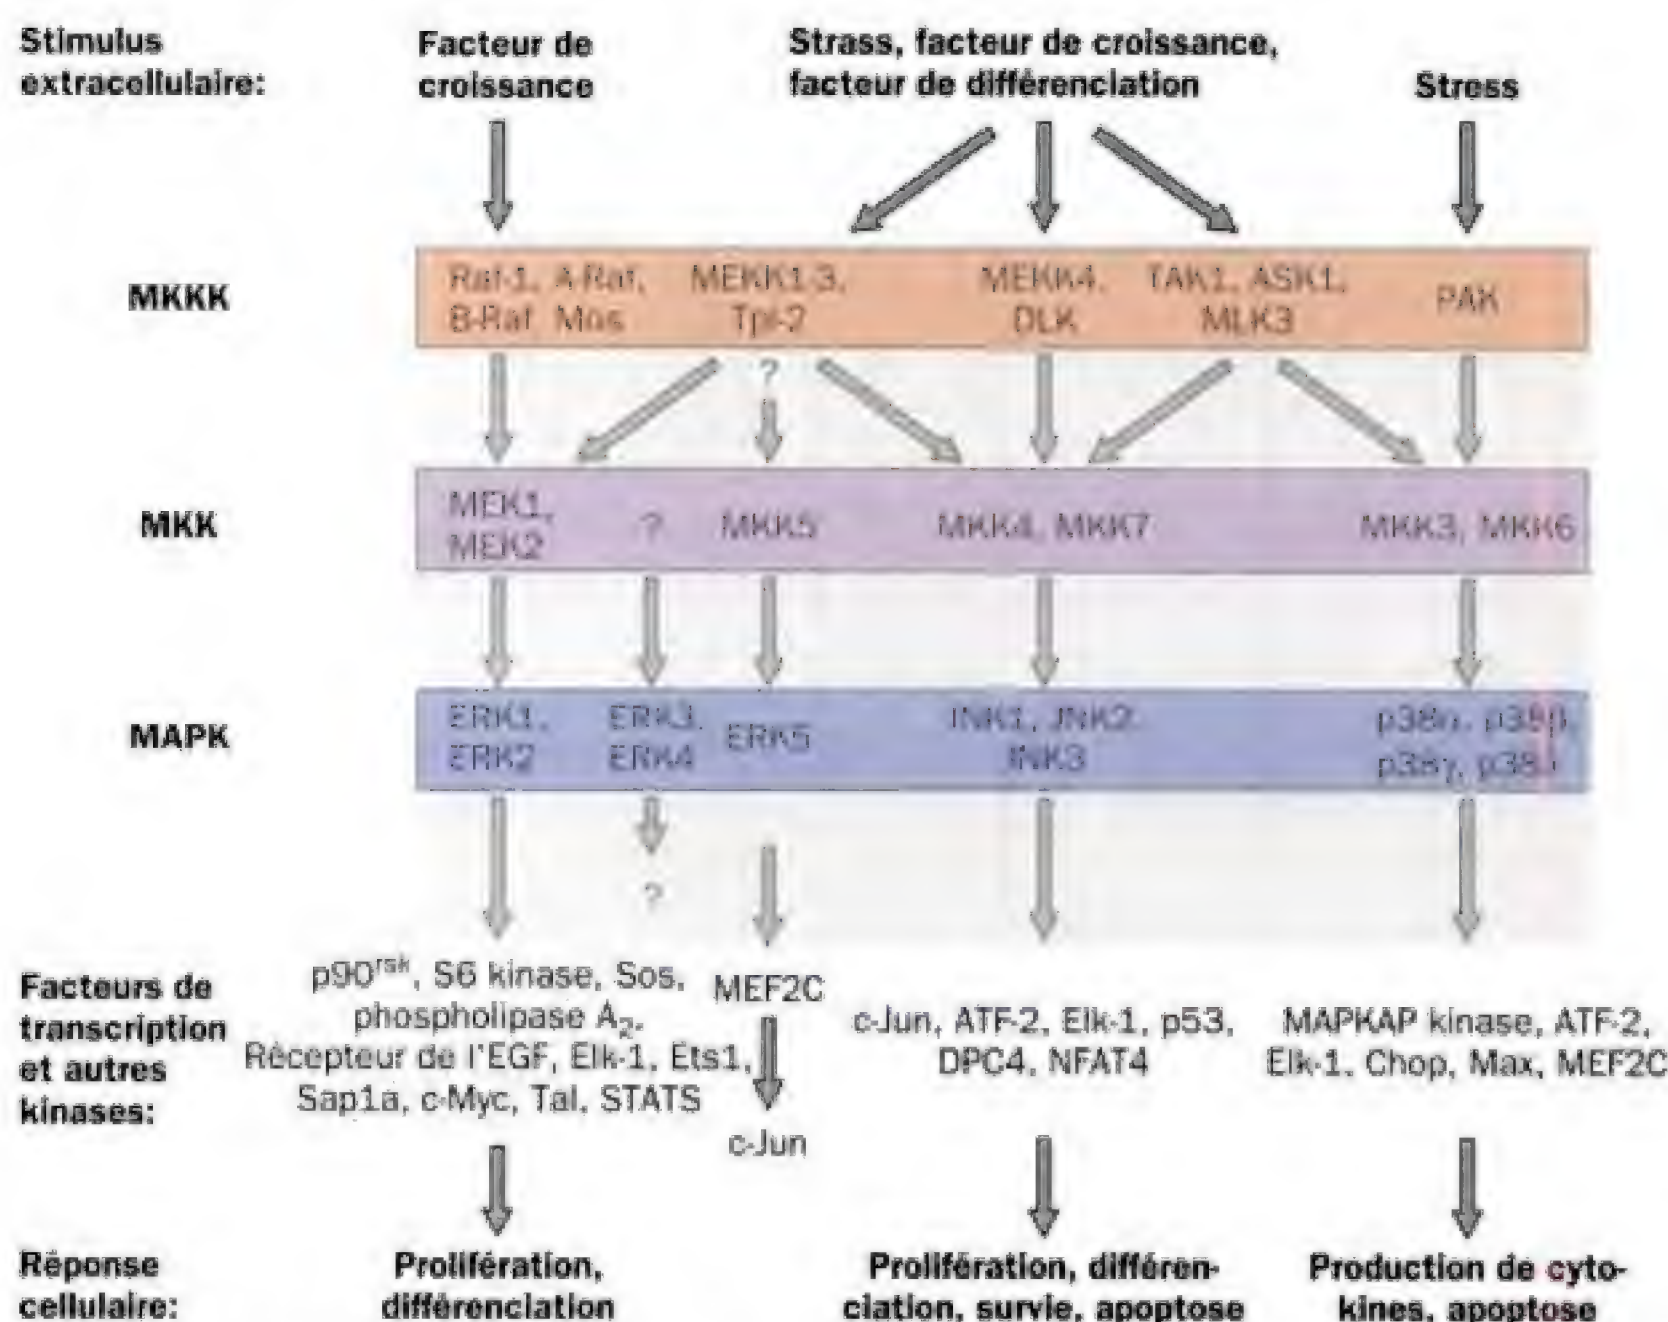 Stimulus
extracellulaire:
Facteur de
croissance
Strass, facteur de croissance,
facteur de différenciation
Stress
MKKK
Raf-1, A-Raf,
B-Raf Mos
MEKK1-3,
Tpl-2
MEKK4,
DLK
TAK1, ASK1,
MLK3
PAK
?
MKK
MEK1,
MEK2
?
MKK5
MKK4, MKK7
MKK3, MKK6
MAPK
ERK1,
ERK2
ERK3,
ERK4
ERK5
JNK1, JNK2,
JNK3
p38α, p38β,
p38γ,
?
Facteurs de
transcription
et autres
kinases:
p90rsk, S6 kinase, Sos,
phospholipase A2,
Récepteur de l'EGF, Elk-1, Ets1,
Sap1a, c-Myc, Tal, STATS
MEF2C
c-Jun
c-Jun, ATF-2, Elk-1, p53,
DPC4, NFAT4
MAPKAP kinase, ATF-2,
Elk-1, Chop, Max, MEF2C
Réponse
cellulaire:
Prolifération,
différenciation
Prolifération, différen-
ciation, survie, apoptose
Production de cyto-
kines, apoptose